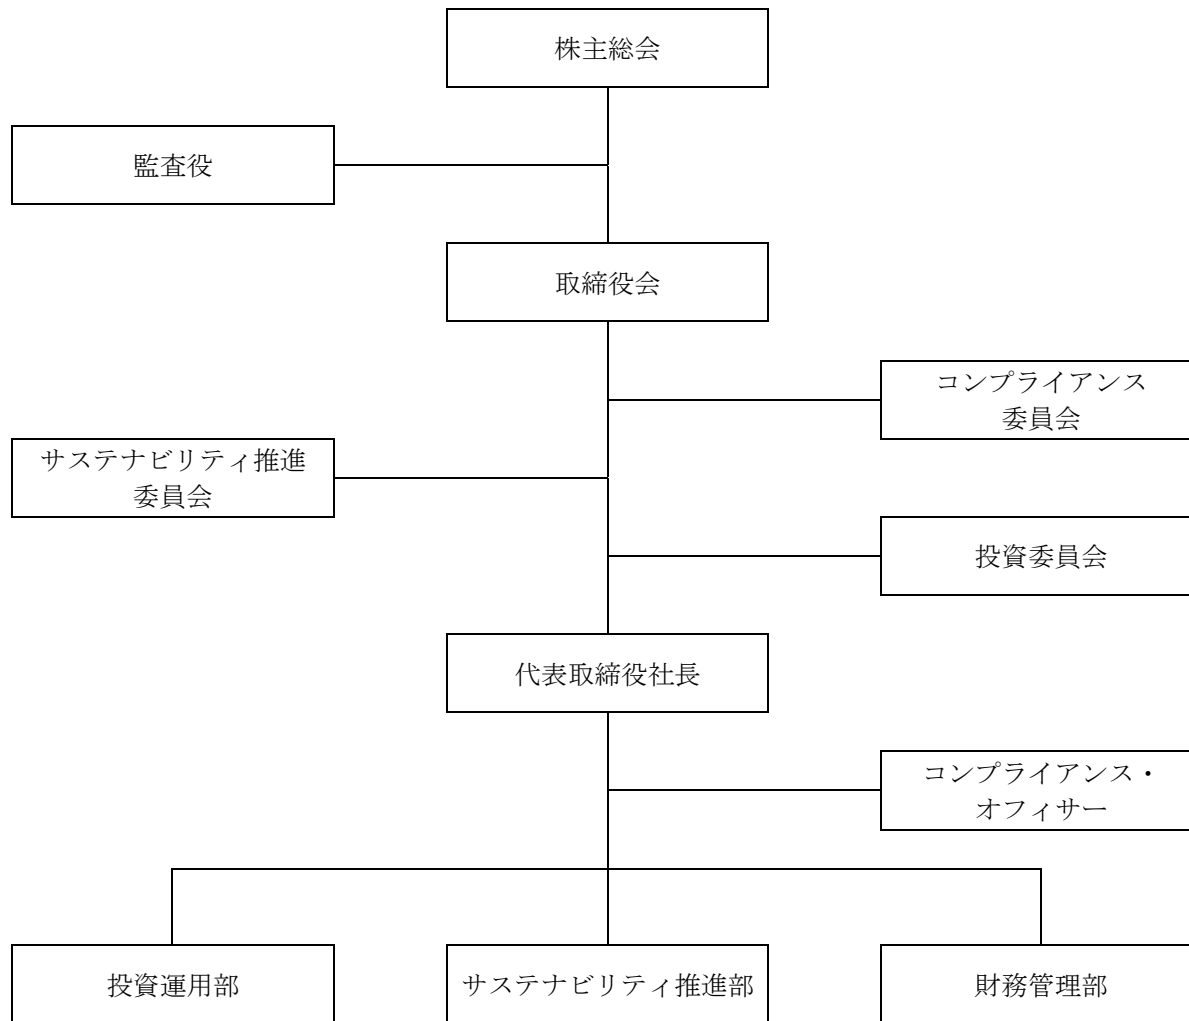 株主総会
監査役
取締役会
コンプライアンス
委員会
サステナビリティ推進
委員会
投資委員会
代表取締役社長
コンプライアンス・
オフィサー
投資運用部
サステナビリティ推進部
財務管理部